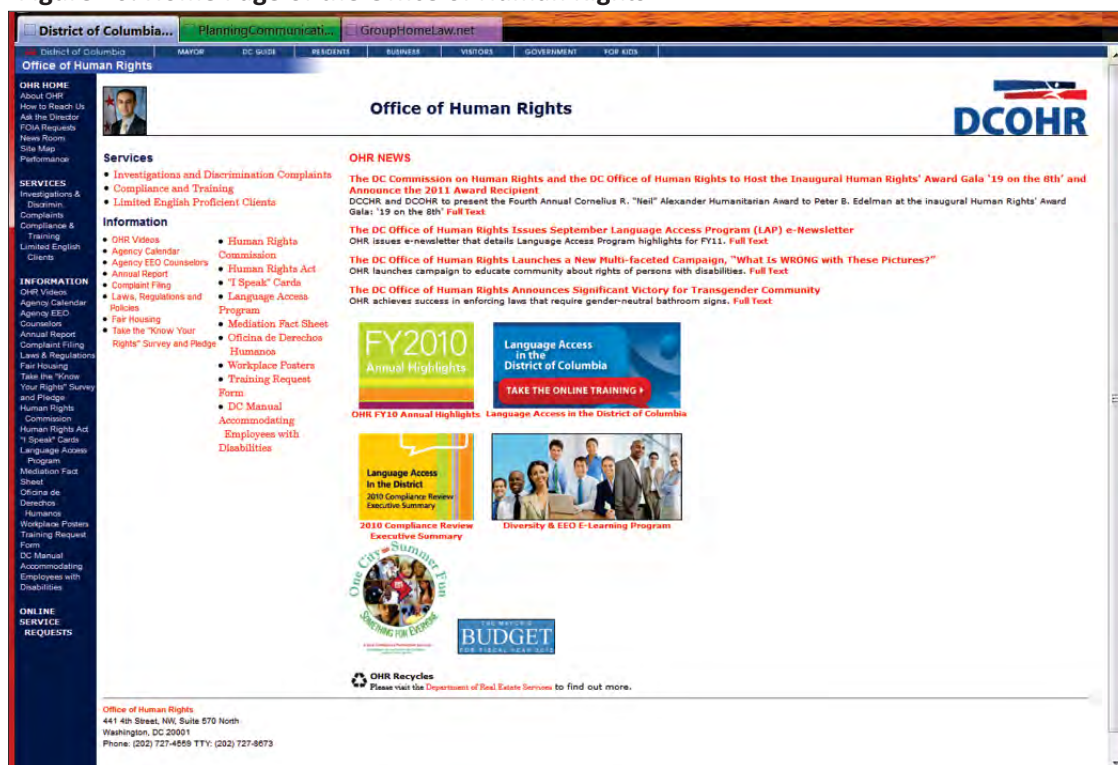 District of Columbia...
PlanningCommunicati...
GroupHomeLaw.net
District of Columbia
MAYOR
DC GUIDE
RESIDENTS
BUSINESS
VISITORS
GOVERNMENT
FOR KIDS
Office of Human Rights
OHR HOME
About OHR
How to Reach Us
Ask the Director
FOIA Requests
News Room
Site Map
Performance
SERVICES
Investigations &
Discrimin.
Complaints
Compliance &
Training
Limited English
Clients
INFORMATION
OHR Videos
Agency Calendar
Agency EEO
Counselors
Annual Report
Complaint Filing
Laws & Regulations
Fair Housing
Take the "Know
Your Rights" Survey
and Pledge
Human Rights
Commission
Human Rights Act
"I Speak" Cards
Language Access
Program
Mediation Fact
Sheet
Oficina de
Derechos
Humanos
Workplace Posters
Training Request
Form
DC Manual
Accommodating
Employees with
Disabilities
ONLINE
SERVICE
REQUESTS
Office of Human Rights
DCOHR
Services
• Investigations and Discrimination Complaints
• Compliance and Training
• Limited English Proficient Clients
Information
• OHR Videos
• Agency Calendar
• Agency EEO Counselors
• Annual Report
• Complaint Filing
• Laws, Regulations and
Policies
• Fair Housing
• Take the "Know Your
Rights" Survey and Pledge
• Human Rights
Commission
• Human Rights Act
• "I Speak" Cards
• Language Access
Program
• Mediation Fact Sheet
• Oficina de Derechos
Humanos
• Workplace Posters
• Training Request
Form
• DC Manual
Accommodating
Employees with
Disabilities
OHR NEWS
The DC Commission on Human Rights and the DC Office of Human Rights to Host the Inaugural Human Rights' Award Gala '19 on the 8th' and
Announce the 2011 Award Recipient
DCCHR and DCOHR to present the Fourth Annual Cornelius R. "Neil" Alexander Humanitarian Award to Peter B. Edelman at the inaugural Human Rights' Award
Gala: '19 on the 8th' Full Text
The DC Office of Human Rights Issues September Language Access Program (LAP) e-Newsletter
OHR issues e-newsletter that details Language Access Program highlights for FY11. Full Text
The DC Office of Human Rights Launches a New Multi-faceted Campaign, "What Is WRONG with These Pictures?"
OHR launches campaign to educate community about rights of persons with disabilities. Full Text
The DC Office of Human Rights Announces Significant Victory for Transgender Community
OHR achieves success in enforcing laws that require gender-neutral bathroom signs. Full Text
FY2010
Annual Highlights
OHR FY10 Annual Highlights
Language Access
in the
District of Columbia
TAKE THE ONLINE TRAINING
Language Access in the District of Columbia
Language Access
In the District
2010 Compliance Review
Executive Summary
2010 Compliance Review
Executive Summary
Diversity & EEO E-Learning Program
One City Summer Fun
SOMETHING FOR EVERYONE
THE MAYOR'S
BUDGET
FOR FISCAL YEAR 2012
OHR Recycles
Please visit the Department of Real Estate Services to find out more.
Office of Human Rights
441 4th Street, NW, Suite 570 North
Washington, DC 20001
Phone: (202) 727-4559 TTY: (202) 727-8673